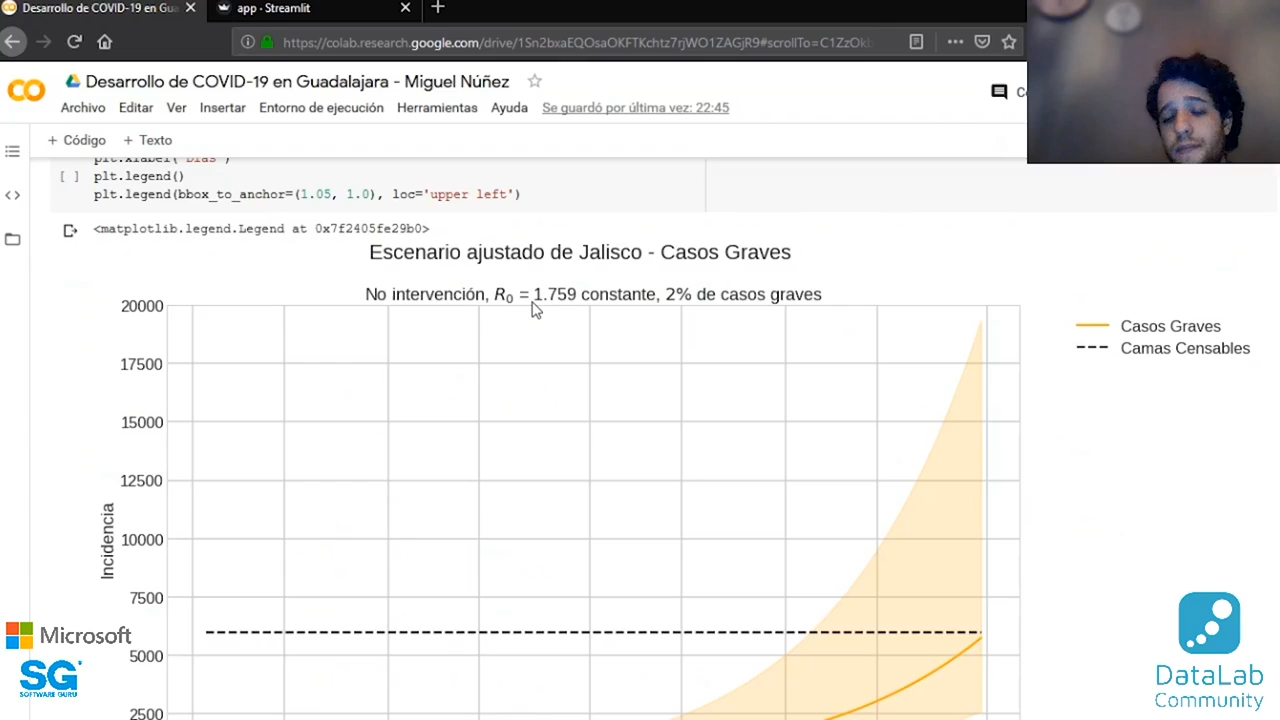 Desarrollo de COVID-19 en Gua
app - Streamlit
https://colab.research.google.com/drive/1Sn2bxaEQOsaOKFTKchtz7rjWO1ZAGjR9#scrollTo=C1ZzOkb
Desarrollo de COVID-19 en Guadalajara - Miguel Núñez
Archivo Editar Ver Insertar Entorno de ejecución Herramientas Ayuda Se guardó por última vez: 22:45
+ Código + Texto
plt.xlabel("Días")
[ ] plt.legend()
plt.legend(bbox_to_anchor=(1.05, 1.0), loc='upper left')
<matplotlib.legend.Legend at 0x7f2405fe29b0>
Escenario ajustado de Jalisco - Casos Graves
No intervención, R₀ = 1.759 constante, 2% de casos graves
20000
17500
15000
12500
10000
7500
5000
2500
Incidencia
Casos Graves
Camas Censables
Microsoft
SG
SOFTWARE GURU
DataLab
Community